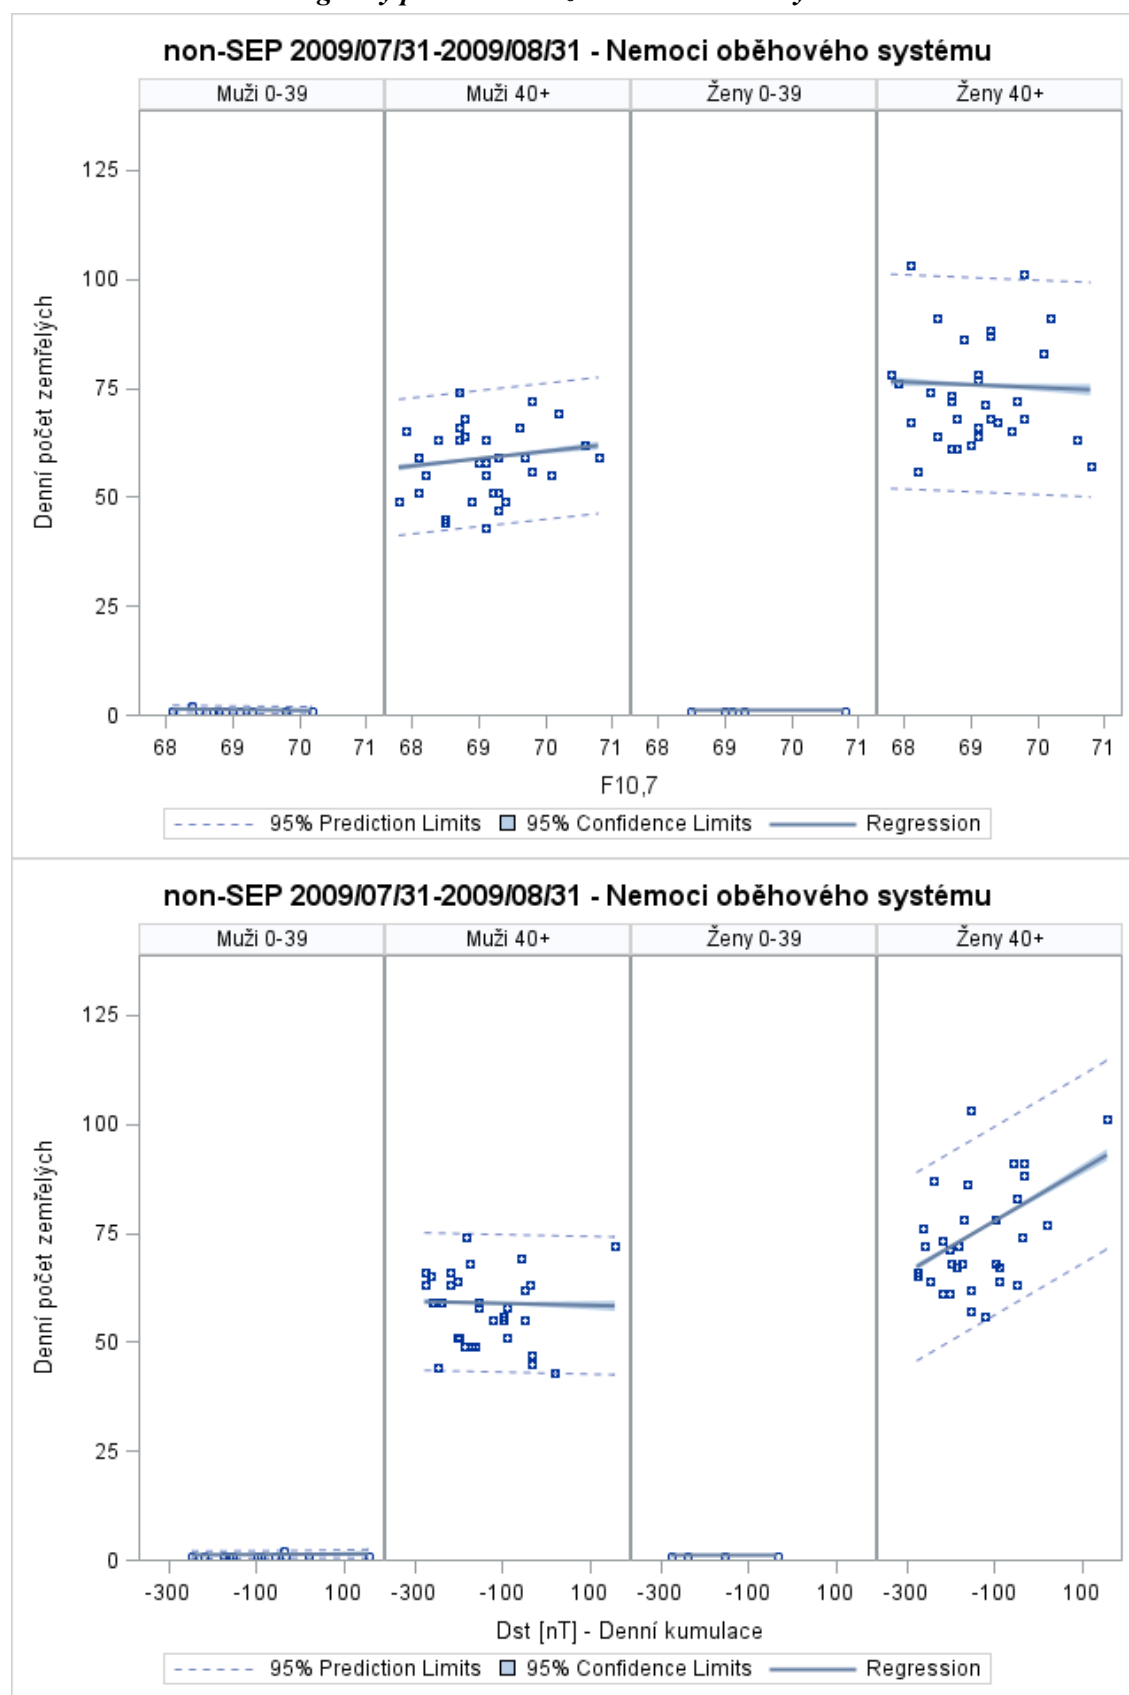 non-SEP 2009/07/31-2009/08/31 - Nemoci oběhového systému
Muži 0-39 Muži 40+ Ženy 0-39 Ženy 40+
Denní počet zemřelých
125
100
75
50
25
0
68 69 70 71 68 69 70 71 68 69 70 71 68 69 70 71
F10,7
95% Prediction Limits 95% Confidence Limits Regression
non-SEP 2009/07/31-2009/08/31 - Nemoci oběhového systému
Muži 0-39 Muži 40+ Ženy 0-39 Ženy 40+
Denní počet zemřelých
125
100
75
50
25
0
-300 -100 100 -300 -100 100 -300 -100 100 -300 -100 100
Dst [nT] - Denní kumulace
95% Prediction Limits 95% Confidence Limits Regression